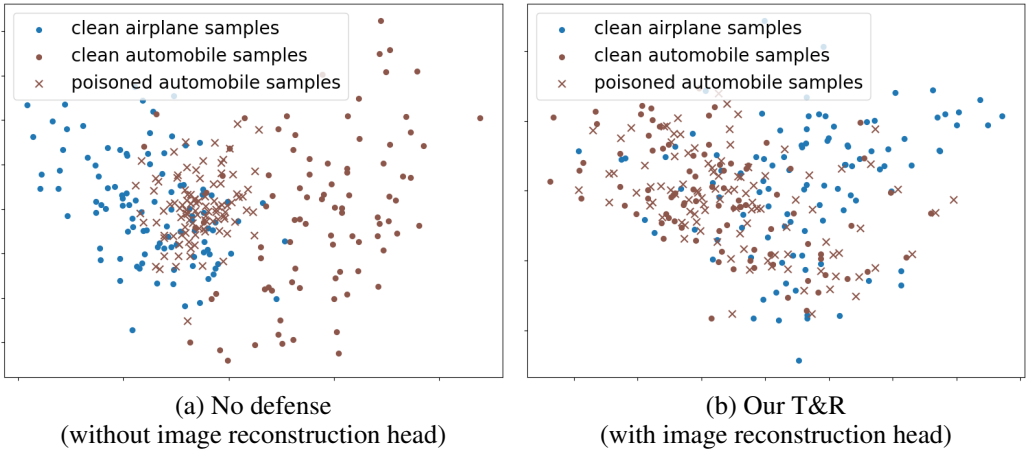 clean airplane samples
clean automobile samples
poisoned automobile samples
clean airplane samples
clean automobile samples
poisoned automobile samples
(a) No defense
(without image reconstruction head)
(b) Our T&R
(with image reconstruction head)